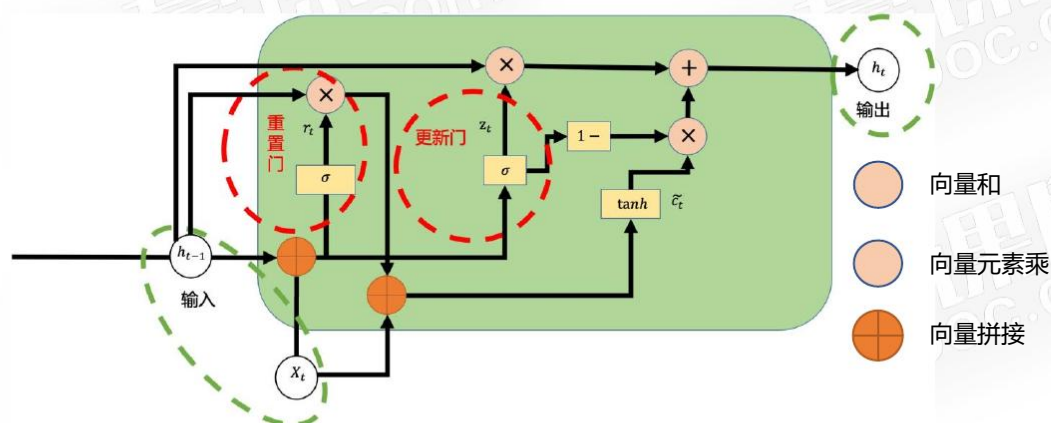 ×
+
h_t
输出
重置门
r_t
×
更新门
z_t
1-
×
σ
σ
tanh
c̃_t
h_{t-1}
输入
X_t
向量和
向量元素乘
向量拼接